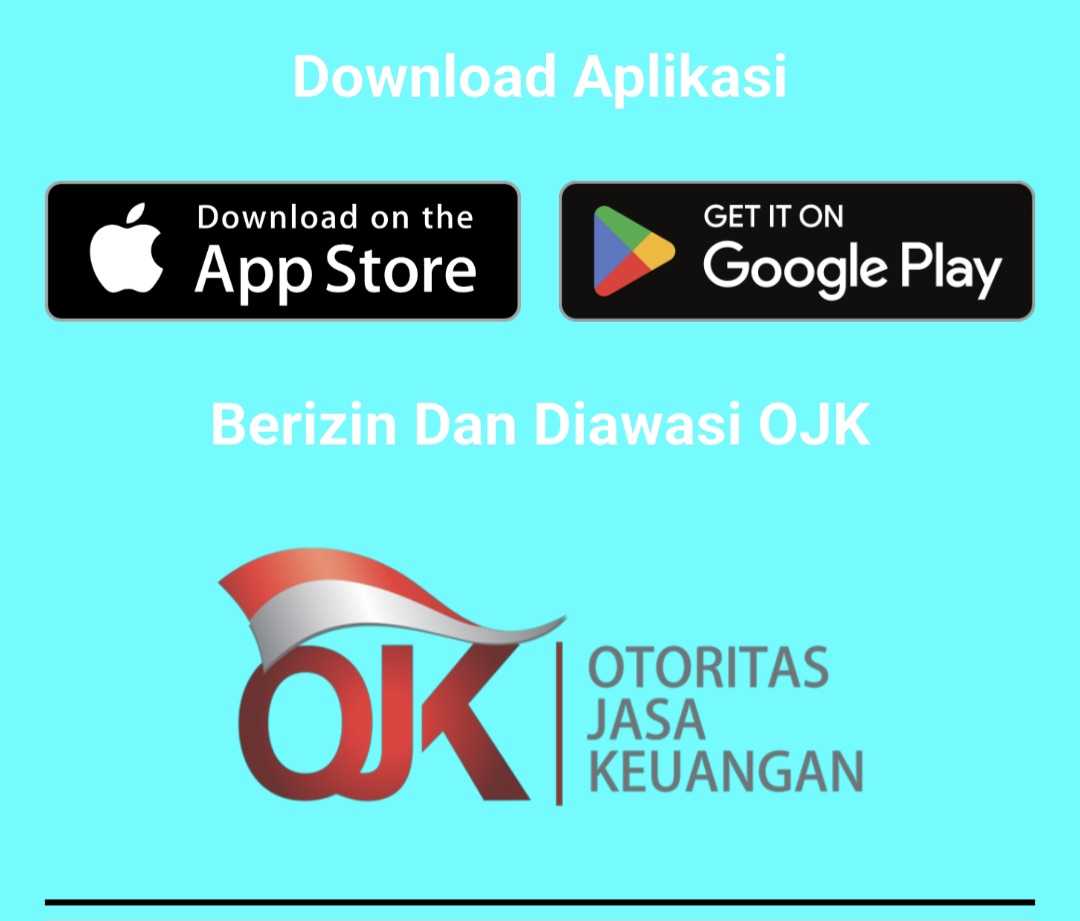 Download Aplikasi
Download on the
App Store
GET IT ON
Google Play
Berizin Dan Diawasi OJK
OJK
OTORITAS
JASA
KEUANGAN